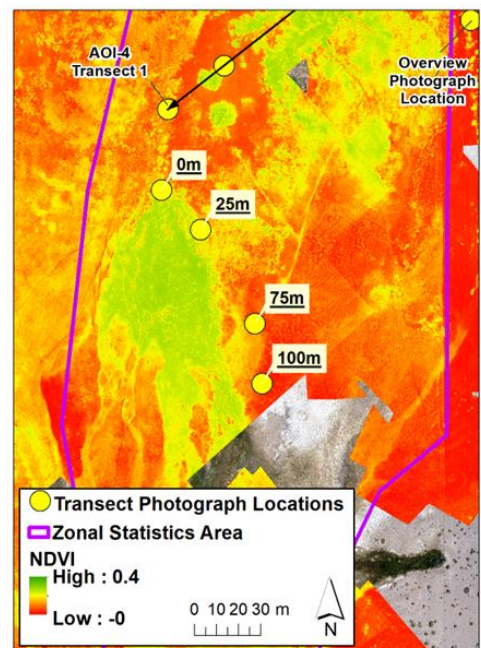 AOI-4
Transect 1
Overview
Photograph
Location
0m
25m
75m
100m
Transect Photograph Locations
Zonal Statistics Area
NDVI
High : 0.4
Low : -0
0 10 20 30 m
N